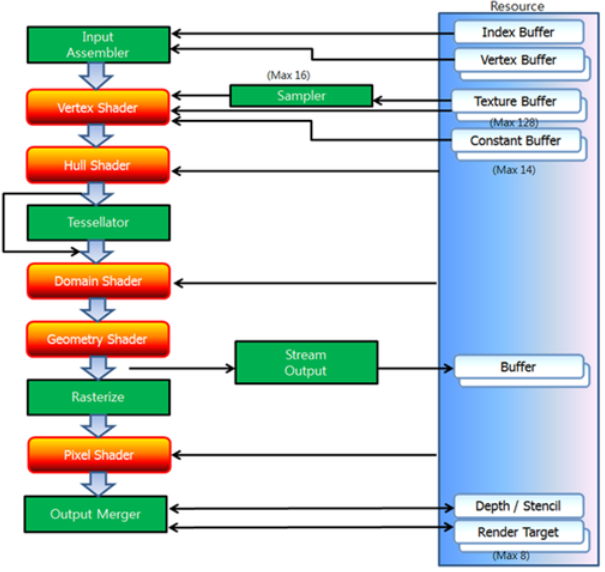 Resource
Input
Assembler
Index Buffer
Vertex Buffer
(Max 16)
Sampler
Vertex Shader
Texture Buffer
(Max 128)
Constant Buffer
Hull Shader
(Max 14)
Tessellator
Domain Shader
Geometry Shader
Stream
Output
Buffer
Rasterize
Pixel Shader
Output Merger
Depth / Stencil
Render Target
(Max 8)